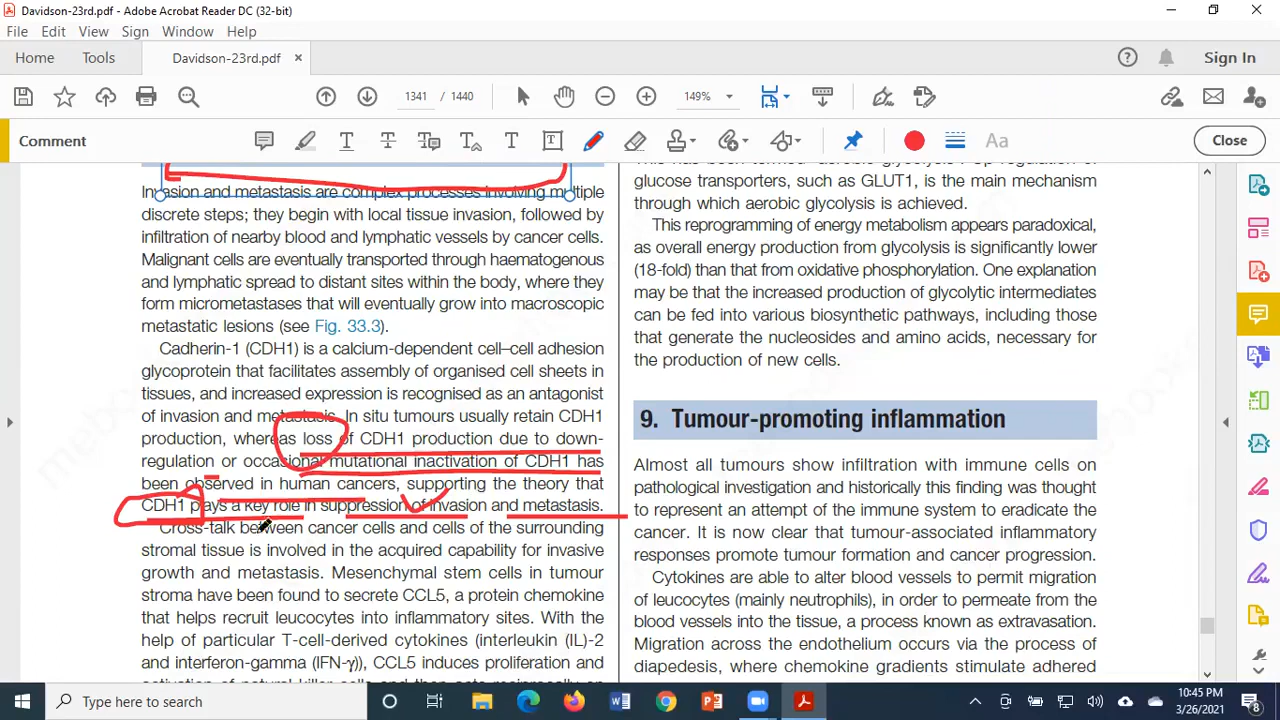 Davidson-23rd.pdf - Adobe Acrobat Reader DC (32-bit)
File Edit View Sign Window Help
Home Tools Davidson-23rd.pdf × Sign In
1341 / 1440 149%
Comment Close
Invasion and metastasis are complex processes involving multiple
discrete steps; they begin with local tissue invasion, followed by
infiltration of nearby blood and lymphatic vessels by cancer cells.
Malignant cells are eventually transported through haematogenous
and lymphatic spread to distant sites within the body, where they
form micrometastases that will eventually grow into macroscopic
metastatic lesions (see Fig. 33.3).
Cadherin-1 (CDH1) is a calcium-dependent cell–cell adhesion
glycoprotein that facilitates assembly of organised cell sheets in
tissues, and increased expression is recognised as an antagonist
of invasion and metastasis. In situ tumours usually retain CDH1
production, whereas loss of CDH1 production due to down-
regulation or occasional mutational inactivation of CDH1 has
been observed in human cancers, supporting the theory that
CDH1 plays a key role in suppression of invasion and metastasis.
Cross-talk between cancer cells and cells of the surrounding
stromal tissue is involved in the acquired capability for invasive
growth and metastasis. Mesenchymal stem cells in tumour
stroma have been found to secrete CCL5, a protein chemokine
that helps recruit leucocytes into inflammatory sites. With the
help of particular T-cell-derived cytokines (interleukin (IL)-2
and interferon-gamma (IFN-γ)), CCL5 induces proliferation and
glucose transporters, such as GLUT1, is the main mechanism
through which aerobic glycolysis is achieved.
This reprogramming of energy metabolism appears paradoxical,
as overall energy production from glycolysis is significantly lower
(18-fold) than that from oxidative phosphorylation. One explanation
may be that the increased production of glycolytic intermediates
can be fed into various biosynthetic pathways, including those
that generate the nucleosides and amino acids, necessary for
the production of new cells.
9. Tumour-promoting inflammation
Almost all tumours show infiltration with immune cells on
pathological investigation and historically this finding was thought
to represent an attempt of the immune system to eradicate the
cancer. It is now clear that tumour-associated inflammatory
responses promote tumour formation and cancer progression.
Cytokines are able to alter blood vessels to permit migration
of leucocytes (mainly neutrophils), in order to permeate from the
blood vessels into the tissue, a process known as extravasation.
Migration across the endothelium occurs via the process of
diapedesis, where chemokine gradients stimulate adhered
Type here to search
10:45 PM
3/26/2021
8